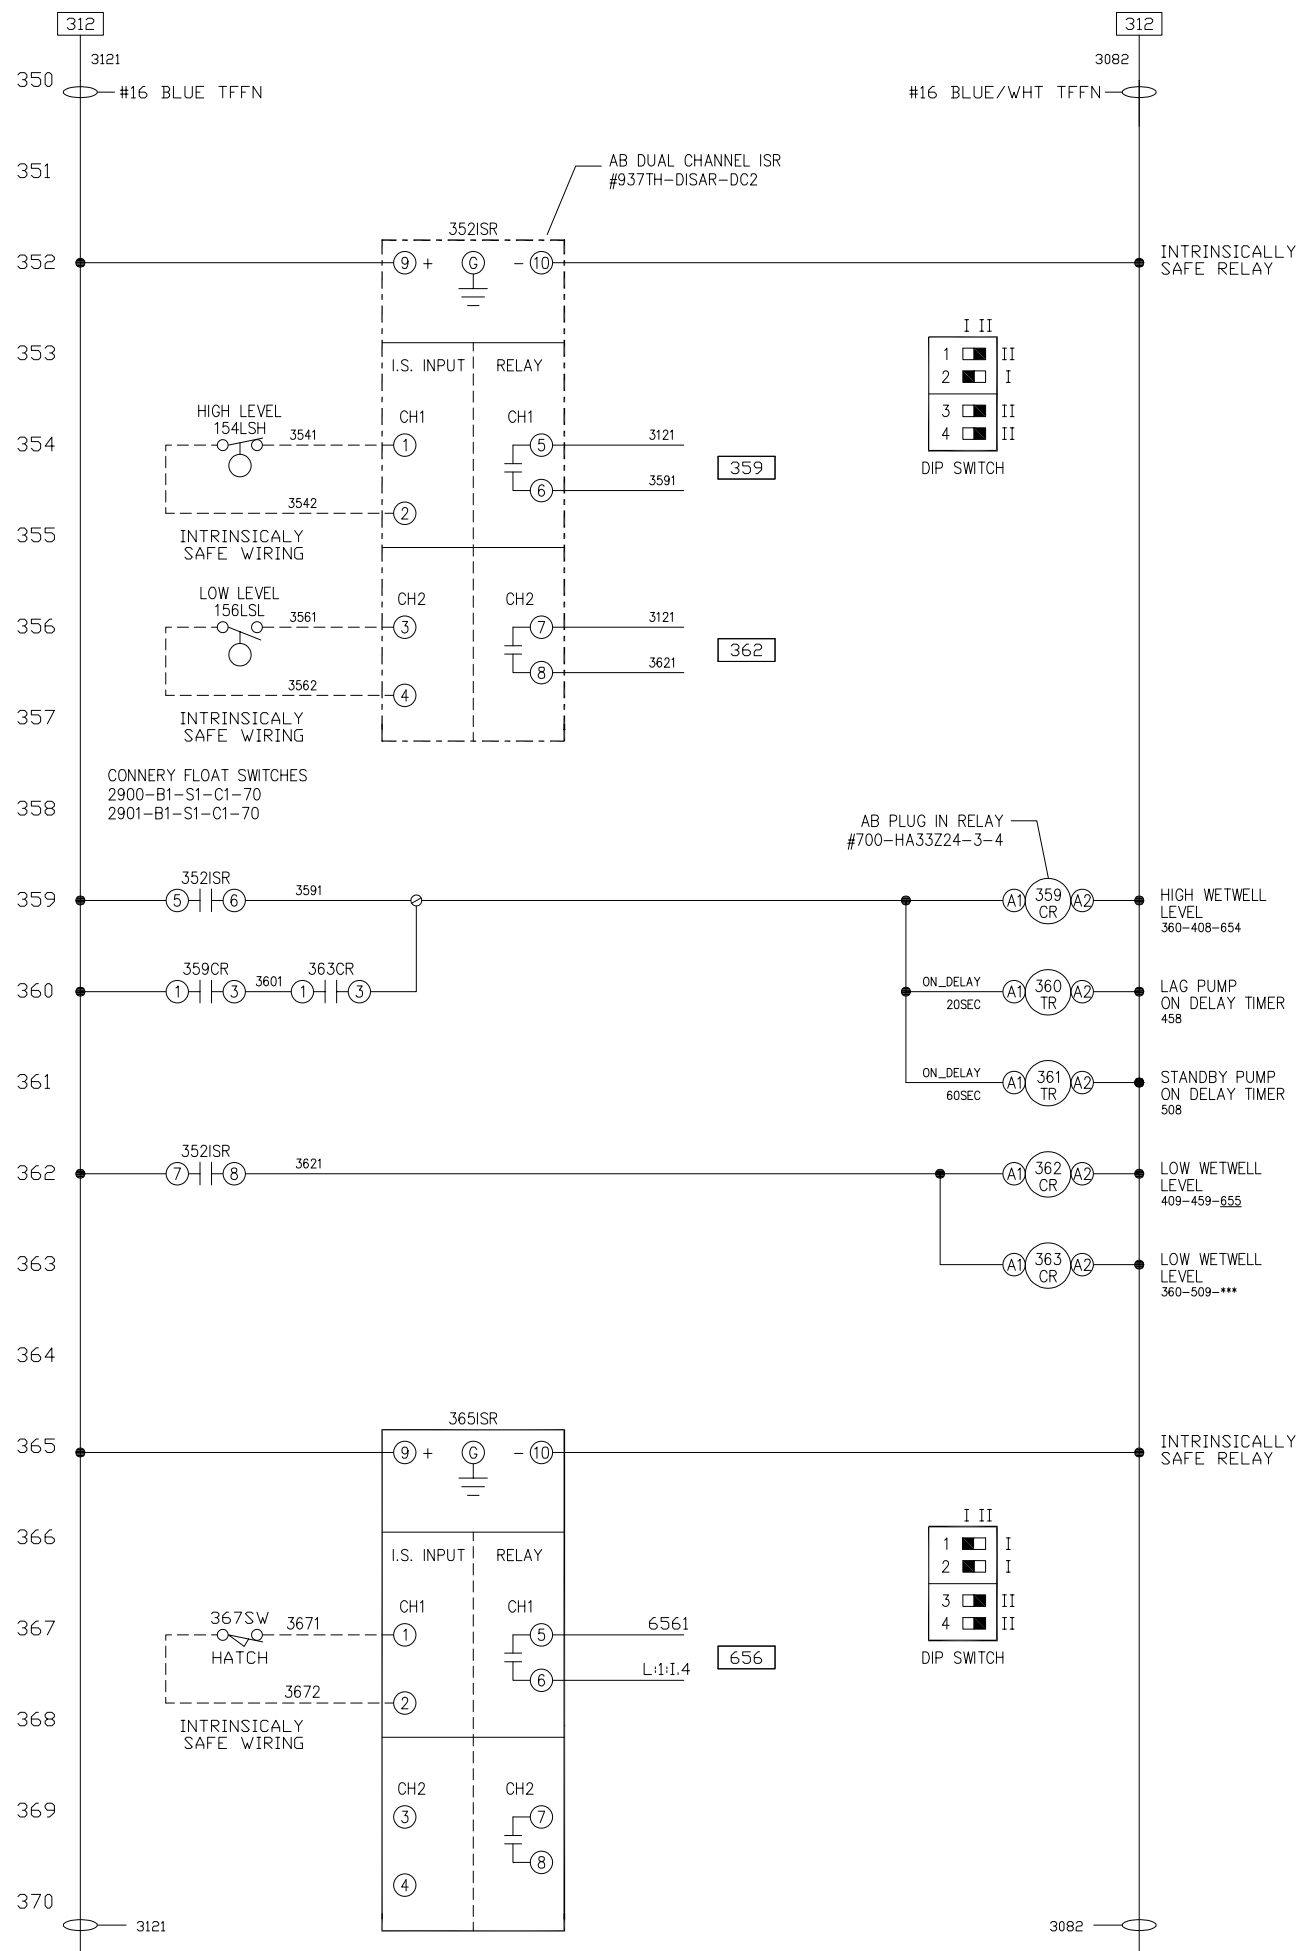 312 312
3121 3082
350 #16 BLUE TFFN #16 BLUE/WHT TFFN
351 AB DUAL CHANNEL ISR
#937TH-DISAR-DC2
352ISR
352 9 + G - 10 INTRINSICALLY
SAFE RELAY
I II
353 I.S. INPUT RELAY 1 II
2 I
HIGH LEVEL CH1 CH1 3 II
154LSH
354 3541 1 5 3121 4 II
359 DIP SWITCH
6 3591
3542 2
355 INTRINSICALY
SAFE WIRING
LOW LEVEL CH2 CH2
156LSL
356 3561 3 7 3121
362
8 3621
3562 4
357 INTRINSICALY
SAFE WIRING
CONNERY FLOAT SWITCHES
2900-B1-S1-C1-70
358 2901-B1-S1-C1-70
AB PLUG IN RELAY
#700-HA33Z24-3-4
352ISR
359 5 6 3591 A1 359 CR A2 HIGH WETWELL
LEVEL
360-408-654
359CR 363CR
360 1 3 3601 1 3 ON_DELAY 20SEC A1 360 TR A2 LAG PUMP
ON DELAY TIMER
458
361 ON_DELAY 60SEC A1 361 TR A2 STANDBY PUMP
ON DELAY TIMER
508
352ISR
362 7 8 3621 A1 362 CR A2 LOW WETWELL
LEVEL
409-459-655
363 A1 363 CR A2 LOW WETWELL
LEVEL
360-509-***
364
365ISR
365 9 + G - 10 INTRINSICALLY
SAFE RELAY
I II
366 I.S. INPUT RELAY 1 I
2 I
CH1 CH1 3 II
367 367SW 3671 1 5 6561 4 II
HATCH 656 DIP SWITCH
6 L:1:I.4
3672 2
368 INTRINSICALY
SAFE WIRING
CH2 CH2
369 3 7
8
4
370
3121 3082